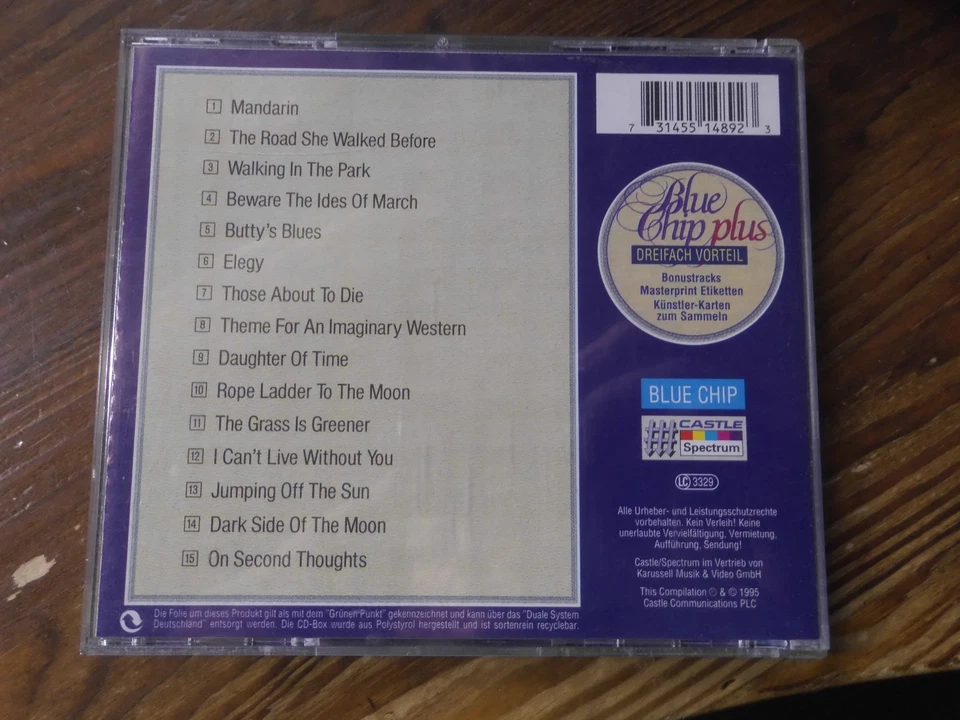 1 Mandarin
2 The Road She Walked Before
3 Walking In The Park
4 Beware The Ides Of March
5 Butty's Blues
6 Elegy
7 Those About To Die
8 Theme For An Imaginary Western
9 Daughter Of Time
10 Rope Ladder To The Moon
11 The Grass Is Greener
12 I Can't Live Without You
13 Jumping Off The Sun
14 Dark Side Of The Moon
15 On Second Thoughts
7 31455 14892 3
Blue
Chip plus
DREIFACH VORTEIL
Bonustracks
Masterprint Etiketten
Künstler-Karten
zum Sammeln
BLUE CHIP
CASTLE
Spectrum
LC 3329
Alle Urheber- und Leistungsschutzrechte
vorbehalten. Kein Verleih! Keine
unerlaubte Vervielfältigung, Vermietung,
Aufführung, Sendung!
Castle/Spectrum im Vertrieb von
Karussell Musik & Video GmbH
This Compilation ℗ & © 1995
Castle Communications PLC
Die Folie um dieses Produkt gilt als mit dem "Grünen Punkt" gekennzeichnet und kann über das "Duale System
Deutschland" entsorgt werden. Die CD-Box wurde aus Polystyrol hergestellt und ist sortenrein recyclebar.